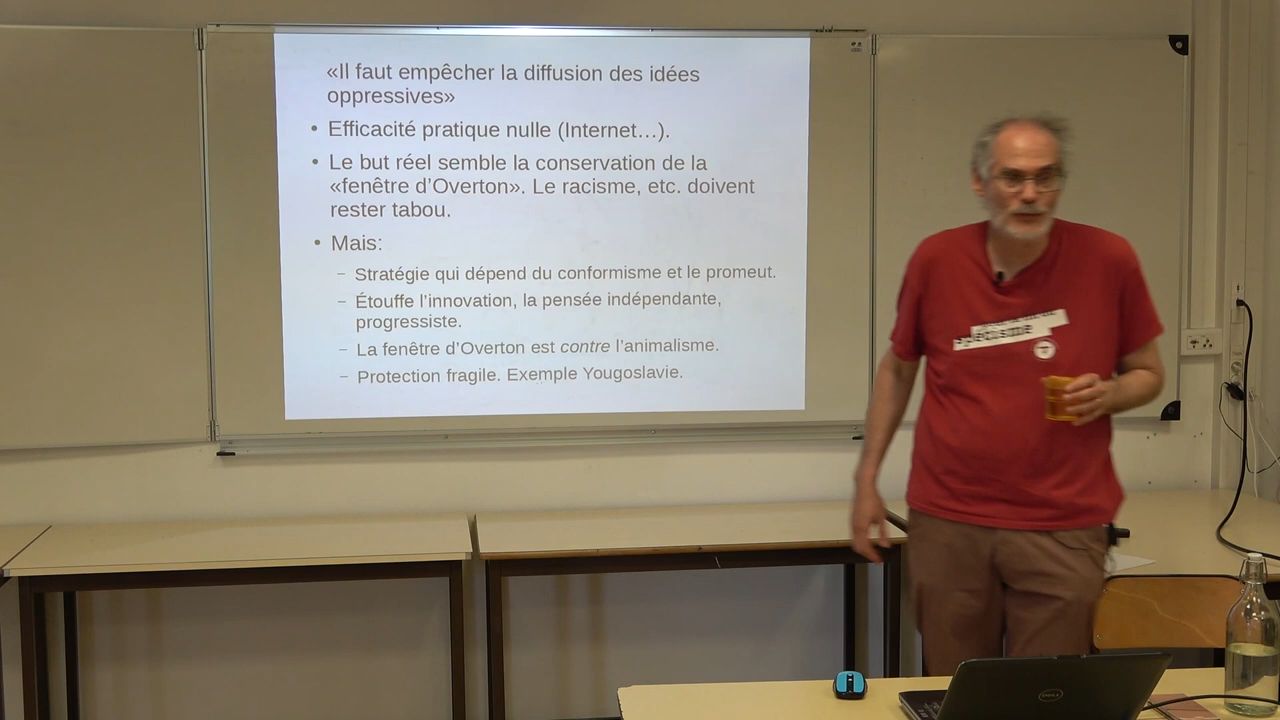 «Il faut empêcher la diffusion des idées
oppressives»
• Efficacité pratique nulle (Internet…).
• Le but réel semble la conservation de la
«fenêtre d’Overton». Le racisme, etc. doivent
rester tabou.
• Mais:
– Stratégie qui dépend du conformisme et le promeut.
– Étouffe l’innovation, la pensée indépendante,
progressiste.
– La fenêtre d’Overton est contre l’animalisme.
– Protection fragile. Exemple Yougoslavie.
DELL